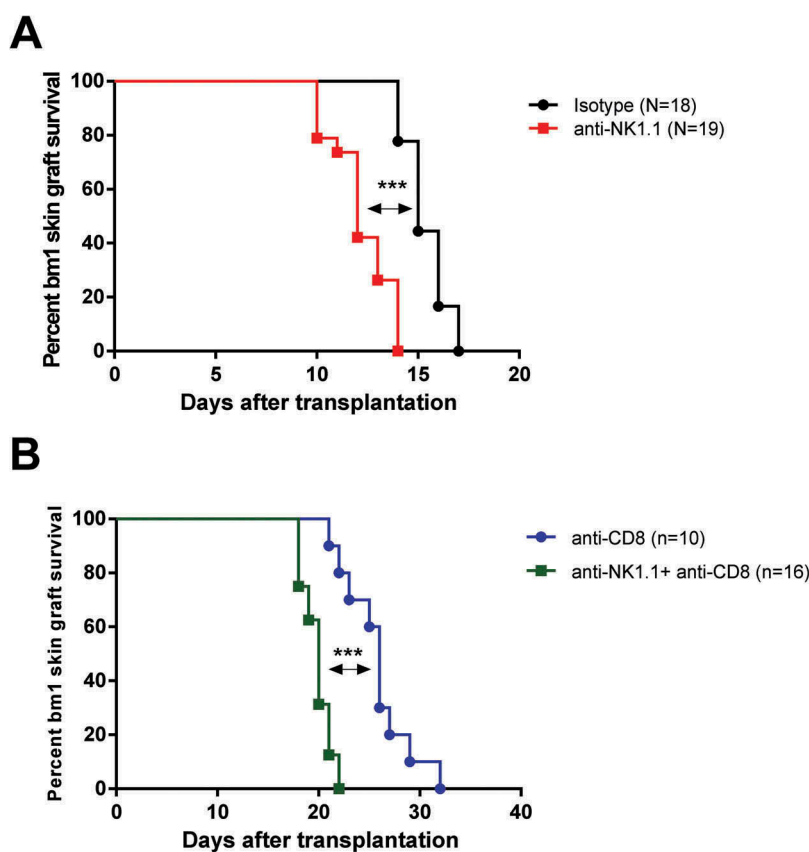 A
Percent bm1 skin graft survival
100
80
60
40
20
0
0
5
10
15
20
Days after transplantation
***
Isotype (N=18)
anti-NK1.1 (N=19)
B
Percent bm1 skin graft survival
100
80
60
40
20
0
0
10
20
30
40
Days after transplantation
***
anti-CD8 (n=10)
anti-NK1.1+ anti-CD8 (n=16)